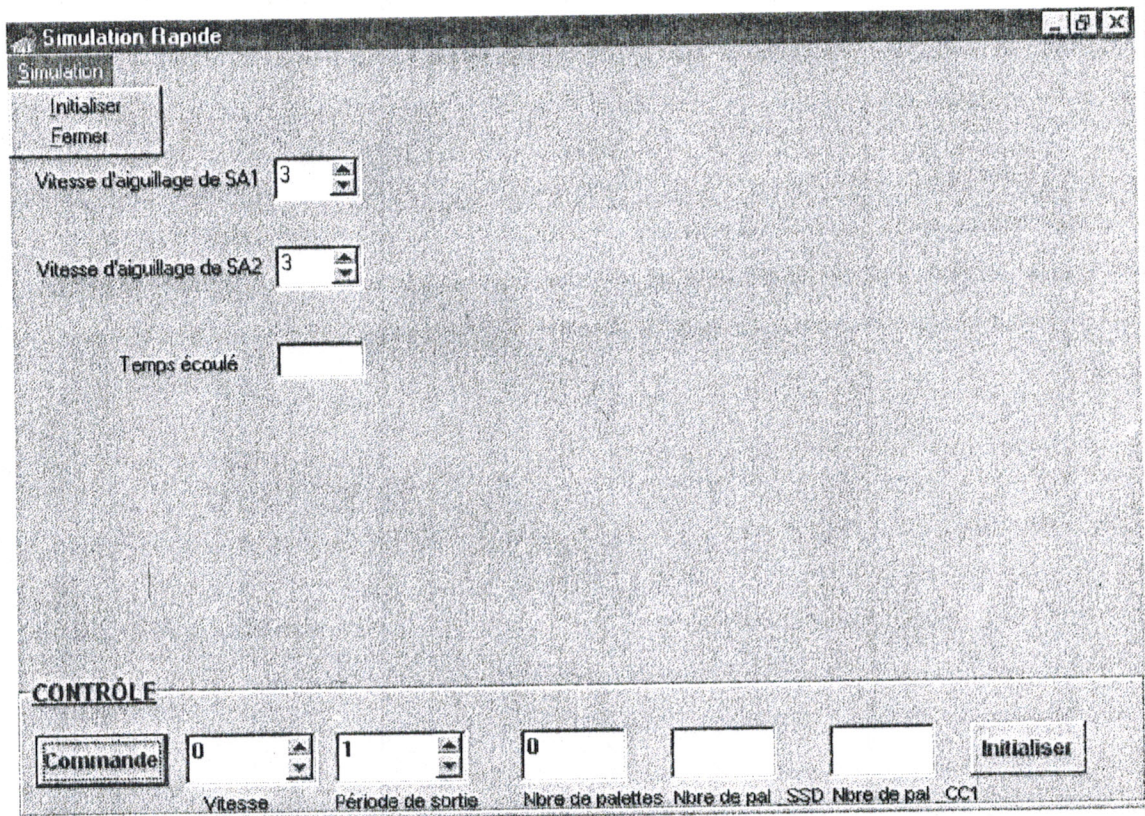 Simulation Rapide
Simulation
Initialiser
Fermer
Vitesse d'aiguillage de SA1 3
Vitesse d'aiguillage de SA2 3
Temps écoulé
CONTRÔLE
Commande 0 1 0 Initialiser
Vitesse Période de sortie Nbre de palettes Nbre de pal _SSD Nbre de pal _CC1